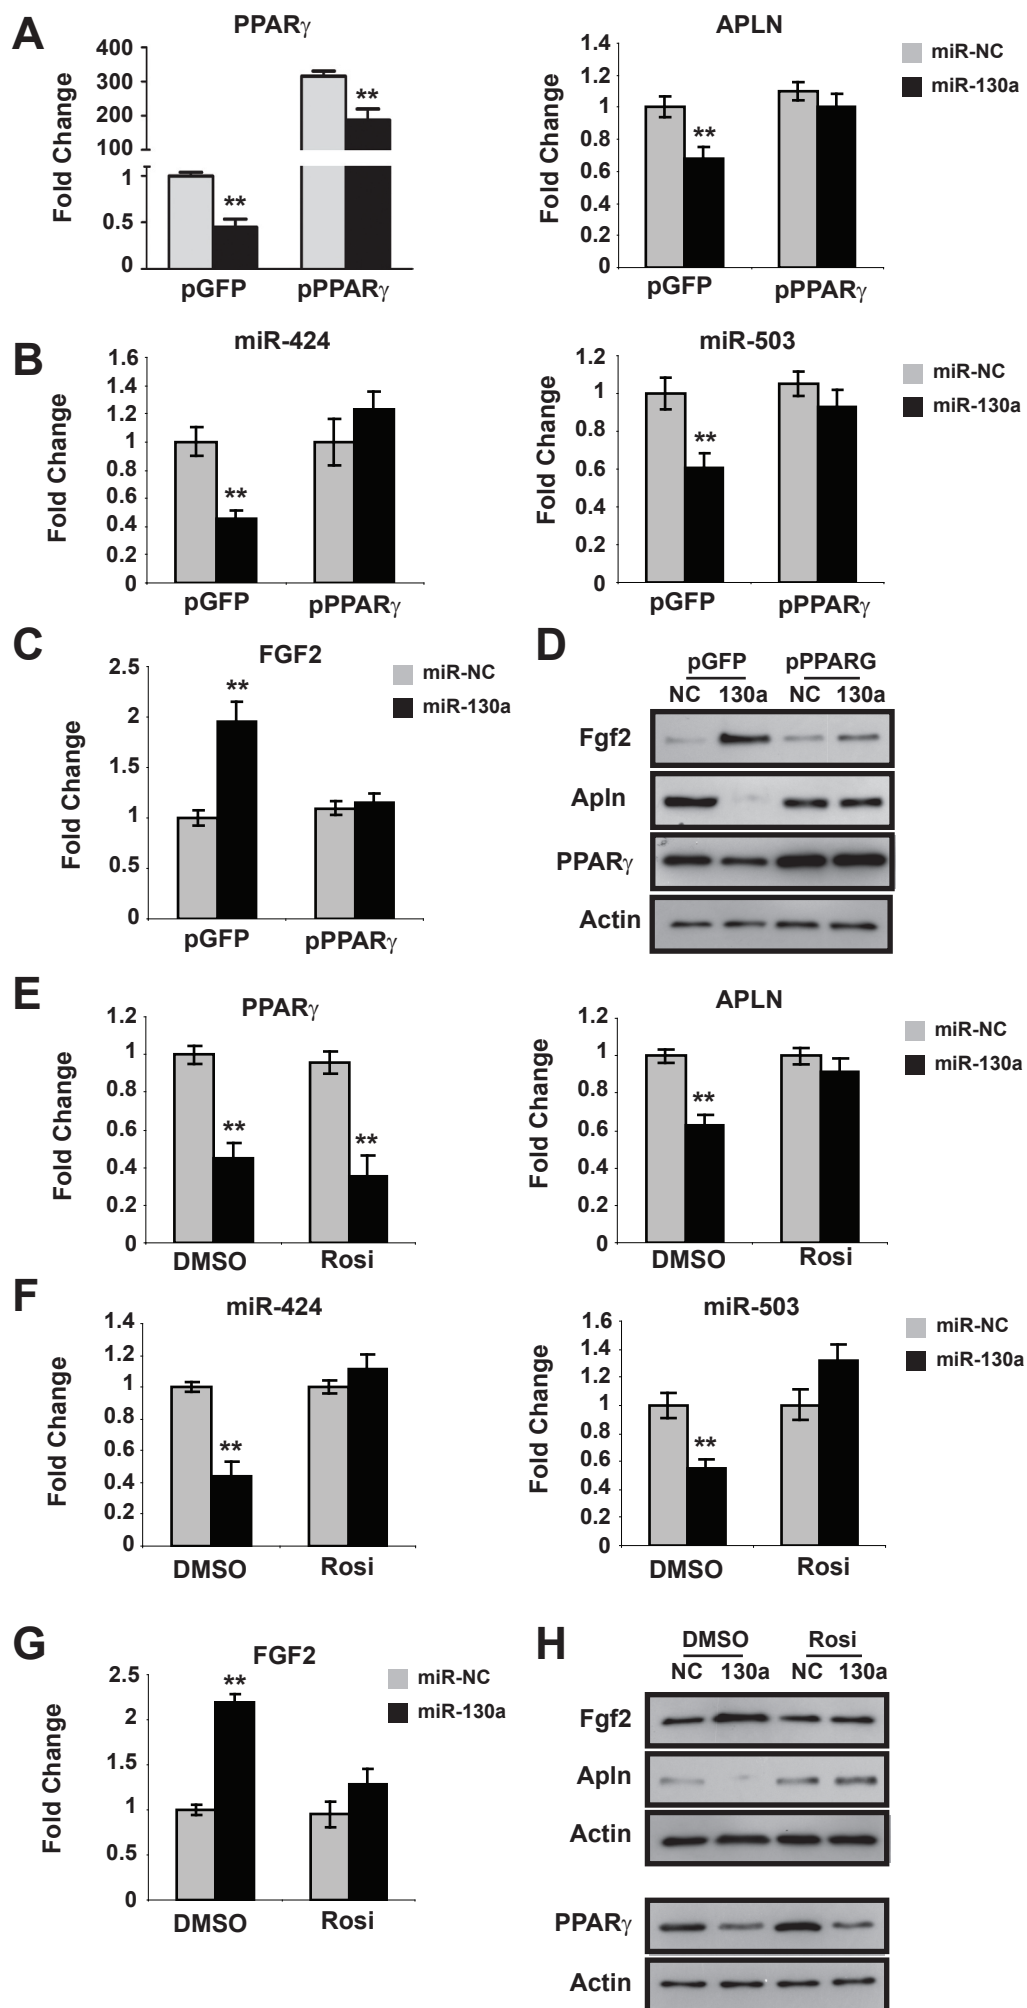 A
PPARγ
Fold Change
400
300
200
100
1
0.5
0
**
**
pGFP
pPPARγ
APLN
Fold Change
1.4
1.2
1
0.8
0.6
0.4
0.2
0
**
pGFP
pPPARγ
miR-NC
miR-130a
B
miR-424
Fold Change
1.6
1.4
1.2
1
0.8
0.6
0.4
0.2
0
**
pGFP
pPPARγ
miR-503
Fold Change
1.2
1
0.8
0.6
0.4
0.2
0
**
pGFP
pPPARγ
miR-NC
miR-130a
C
FGF2
Fold Change
2.5
2
1.5
1
0.5
0
**
pGFP
pPPARγ
miR-NC
miR-130a
D
pGFP pPPARG
NC 130a NC 130a
Fgf2
Apln
PPARγ
Actin
E
PPARγ
Fold Change
1.2
1
0.8
0.6
0.4
0.2
0
**
**
DMSO
Rosi
APLN
Fold Change
1.2
1
0.8
0.6
0.4
0.2
0
**
DMSO
Rosi
miR-NC
miR-130a
F
miR-424
Fold Change
1.4
1.2
1
0.8
0.6
0.4
0.2
0
**
DMSO
Rosi
miR-503
Fold Change
1.6
1.4
1.2
1
0.8
0.6
0.4
0.2
0
**
DMSO
Rosi
miR-NC
miR-130a
G
FGF2
Fold Change
2.5
2
1.5
1
0.5
0
**
DMSO
Rosi
miR-NC
miR-130a
H
DMSO Rosi
NC 130a NC 130a
Fgf2
Apln
Actin
PPARγ
Actin